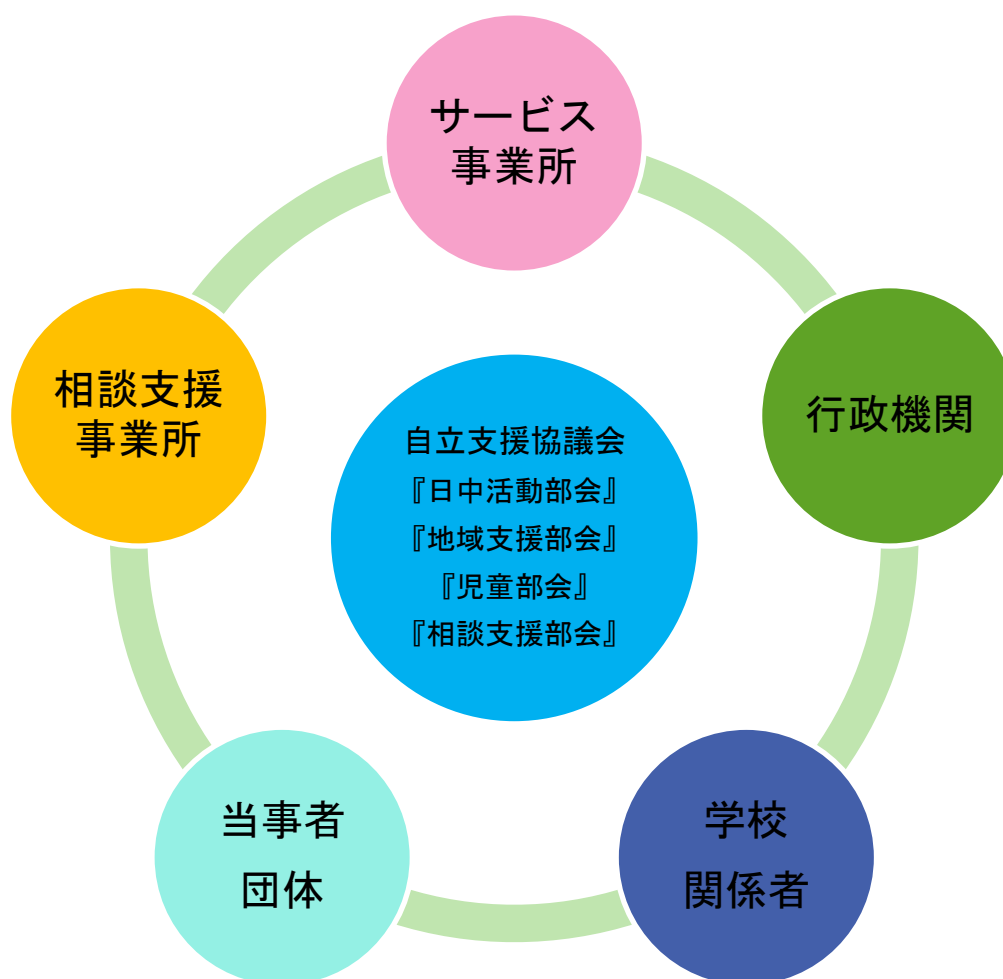 サービス
事業所
行政機関
学校
関係者
当事者
団体
相談支援
事業所
自立支援協議会
『日中活動部会』
『地域支援部会』
『児童部会』
『相談支援部会』